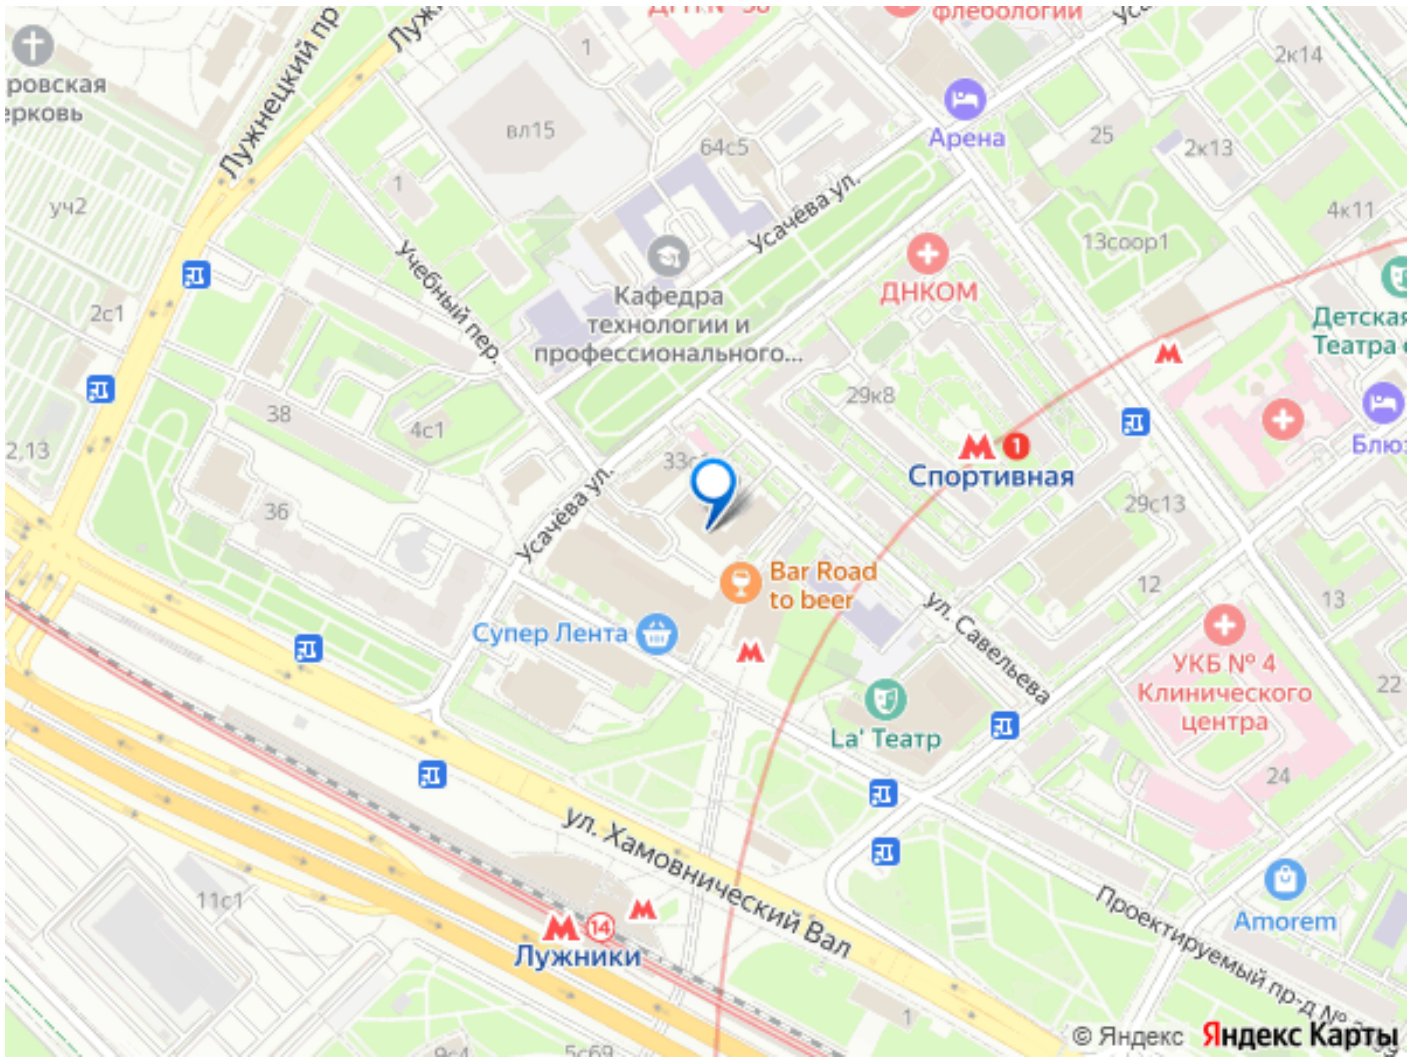 флебологии
Лужнецкий пр
ровская
ерковь
1
2к14
вл15
64с5
Арена
25
2к13
1
уч2
Усачёва ул.
4к11
13соор1
Учебный пер.
ДНКОМ
Кафедра
технологии и
профессионального...
2с1
Детская
Театра
38
4с1
29к8
Блюз
2,13
1
Спортивная
Усачёва ул.
36
29с13
Bar Road
to beer
12
13
ул. Савельева
Супер Лента
УКБ № 4
Клинического
центра
22
La' Театр
24
ул. Хамовнический Вал
11с1
14
Лужники
Amorem
Проектируемый пр-д №
1
5с69
9с4
© Яндекс Яндекс Карты